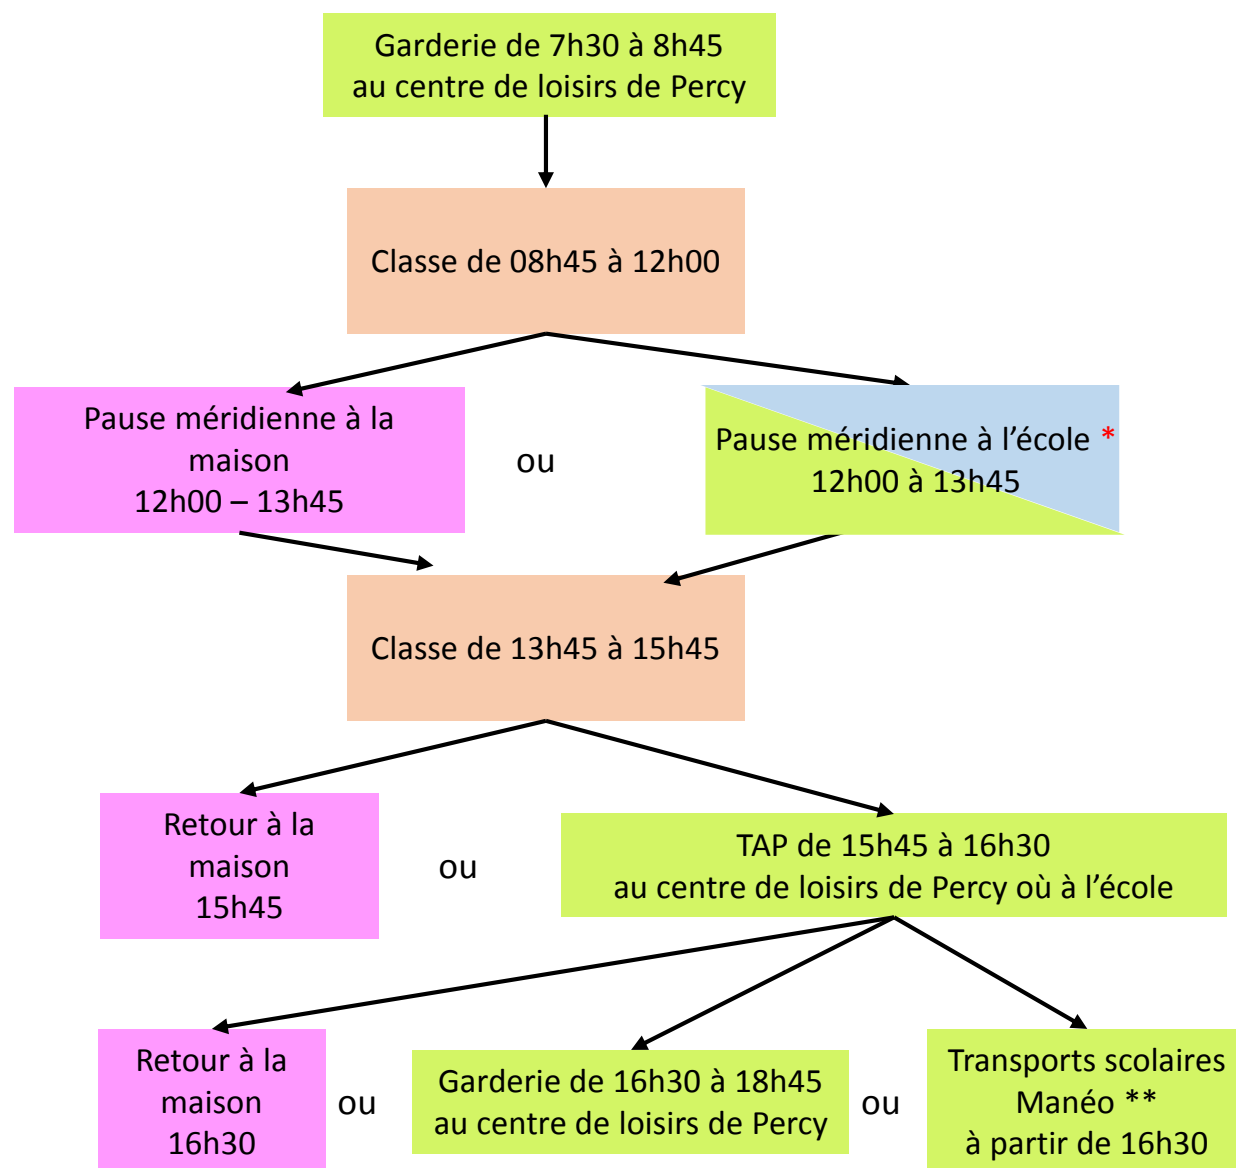 Garderie de 7h30 à 8h45
au centre de loisirs de Percy
Classe de 08h45 à 12h00
Pause méridienne à la
maison
12h00 – 13h45
ou
Pause méridienne à l’école *
12h00 à 13h45
Classe de 13h45 à 15h45
Retour à la
maison
15h45
ou
TAP de 15h45 à 16h30
au centre de loisirs de Percy où à l’école
Retour à la
maison
16h30
ou
Garderie de 16h30 à 18h45
au centre de loisirs de Percy
ou
Transports scolaires
Manéo **
à partir de 16h30